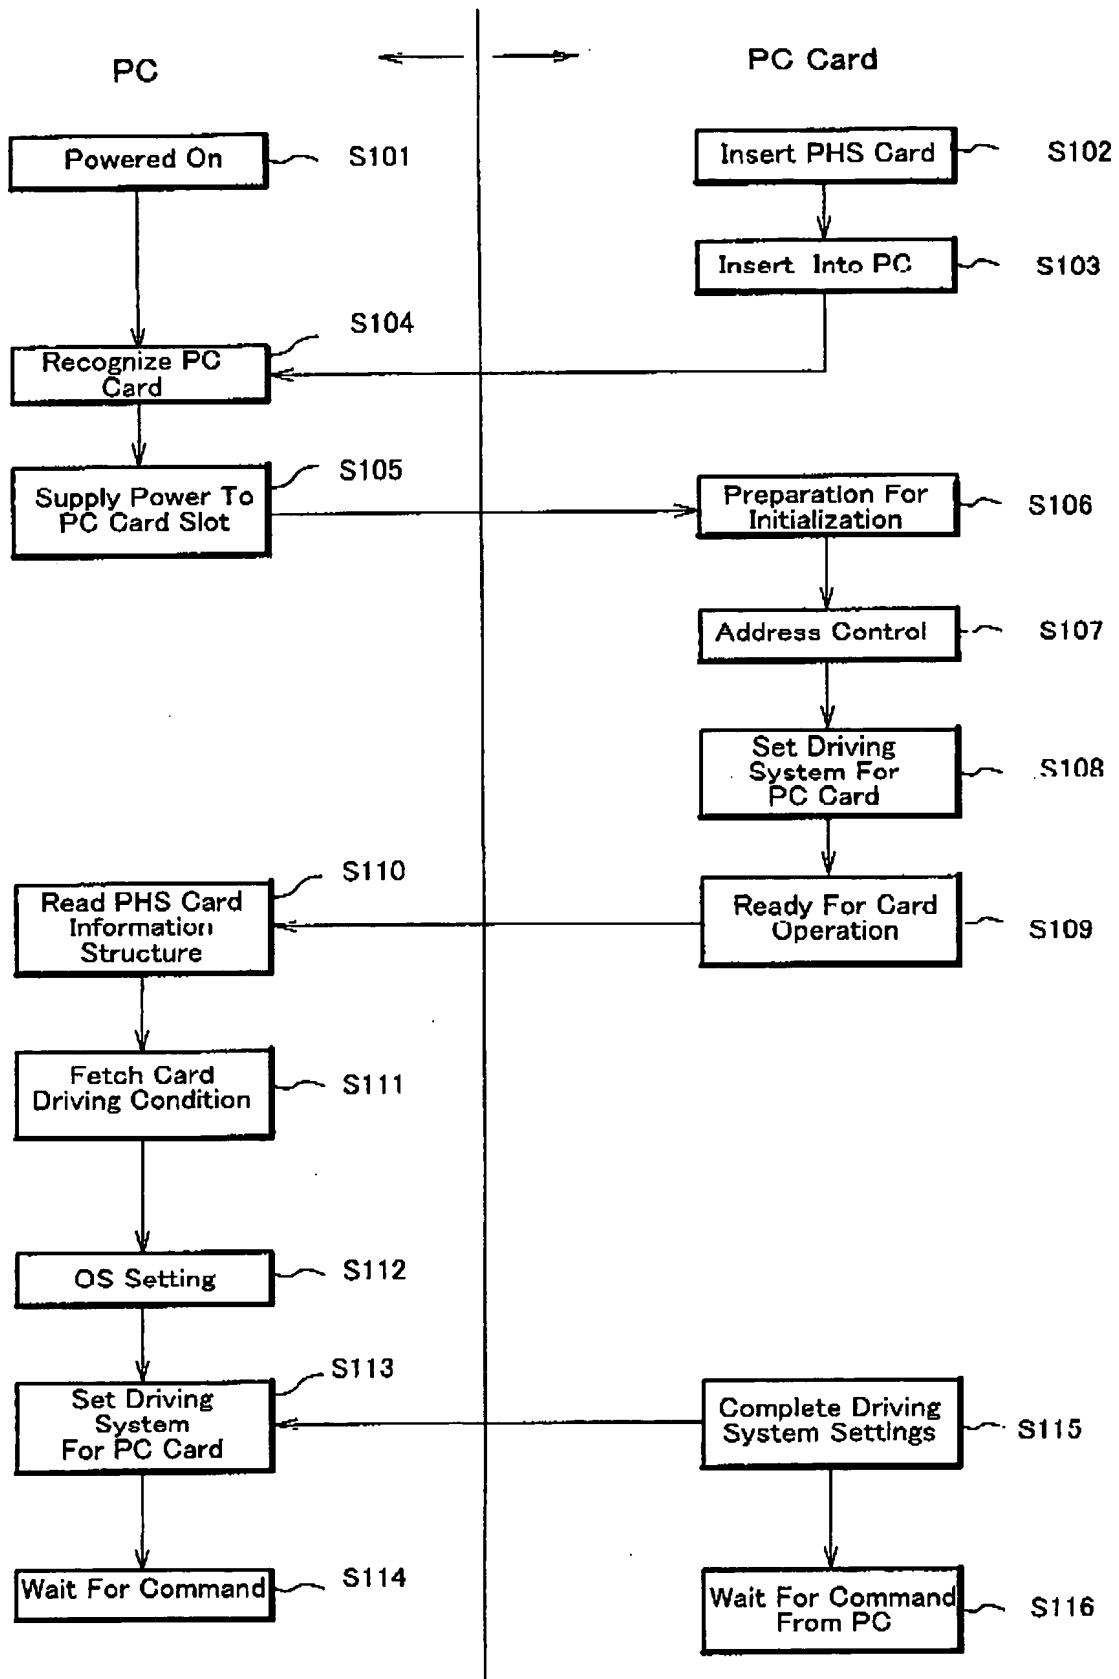 PC
PC Card
Powered On
S101
Insert PHS Card
S102
Insert Into PC
S103
S104
Recognize PC
Card
S105
Supply Power To
PC Card Slot
Preparation For
Initialization
S106
Address Control
S107
Set Driving
System For
PC Card
S108
S110
Read PHS Card
Information
Structure
Ready For Card
Operation
S109
Fetch Card
Driving Condition
S111
OS Setting
S112
S113
Set Driving
System
For PC Card
Complete Driving
System Settings
S115
Wait For Command
S114
Wait For Command
From PC
S116